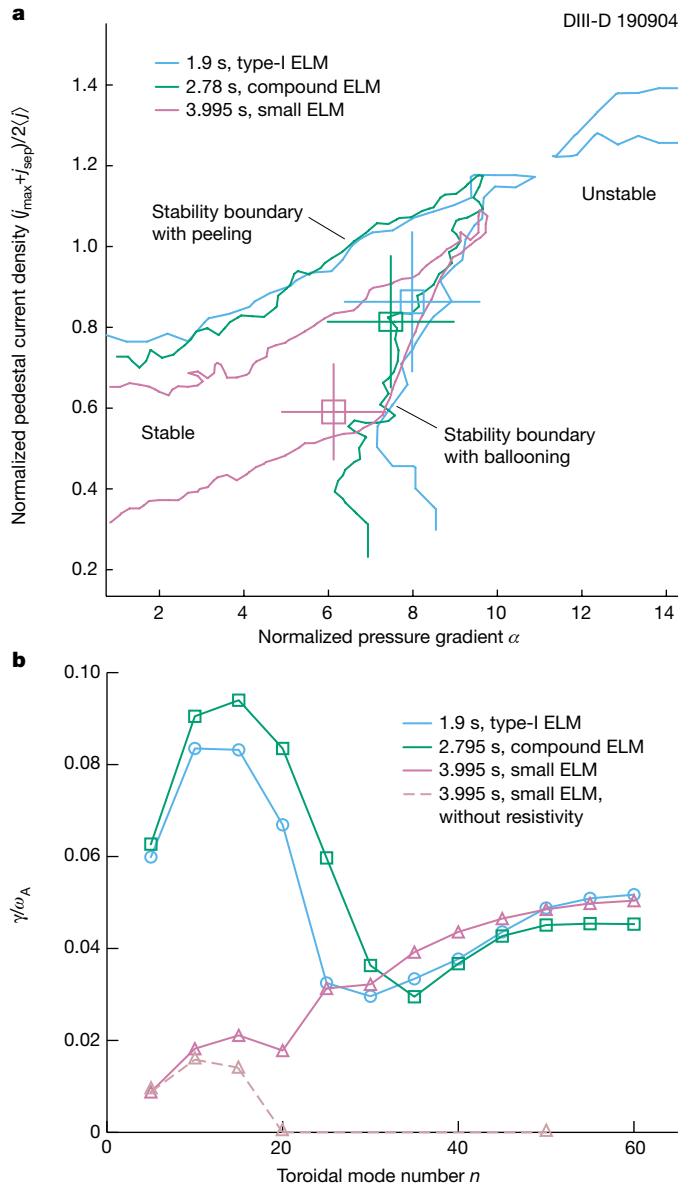 a
DIII-D 190904
1.9 s, type-I ELM
2.78 s, compound ELM
3.995 s, small ELM
1.4
1.2
1.0
0.8
0.6
0.4
0.2
Normalized pedestal current density (j_max+j_sep)/2⟨j⟩
Unstable
Stability boundary
with peeling
Stable
Stability boundary
with ballooning
2 4 6 8 10 12 14
Normalized pressure gradient α
b
0.10
0.08
0.06
0.04
0.02
0
γ/ω_A
1.9 s, type-I ELM
2.795 s, compound ELM
3.995 s, small ELM
3.995 s, small ELM,
without resistivity
0 20 40 60
Toroidal mode number n